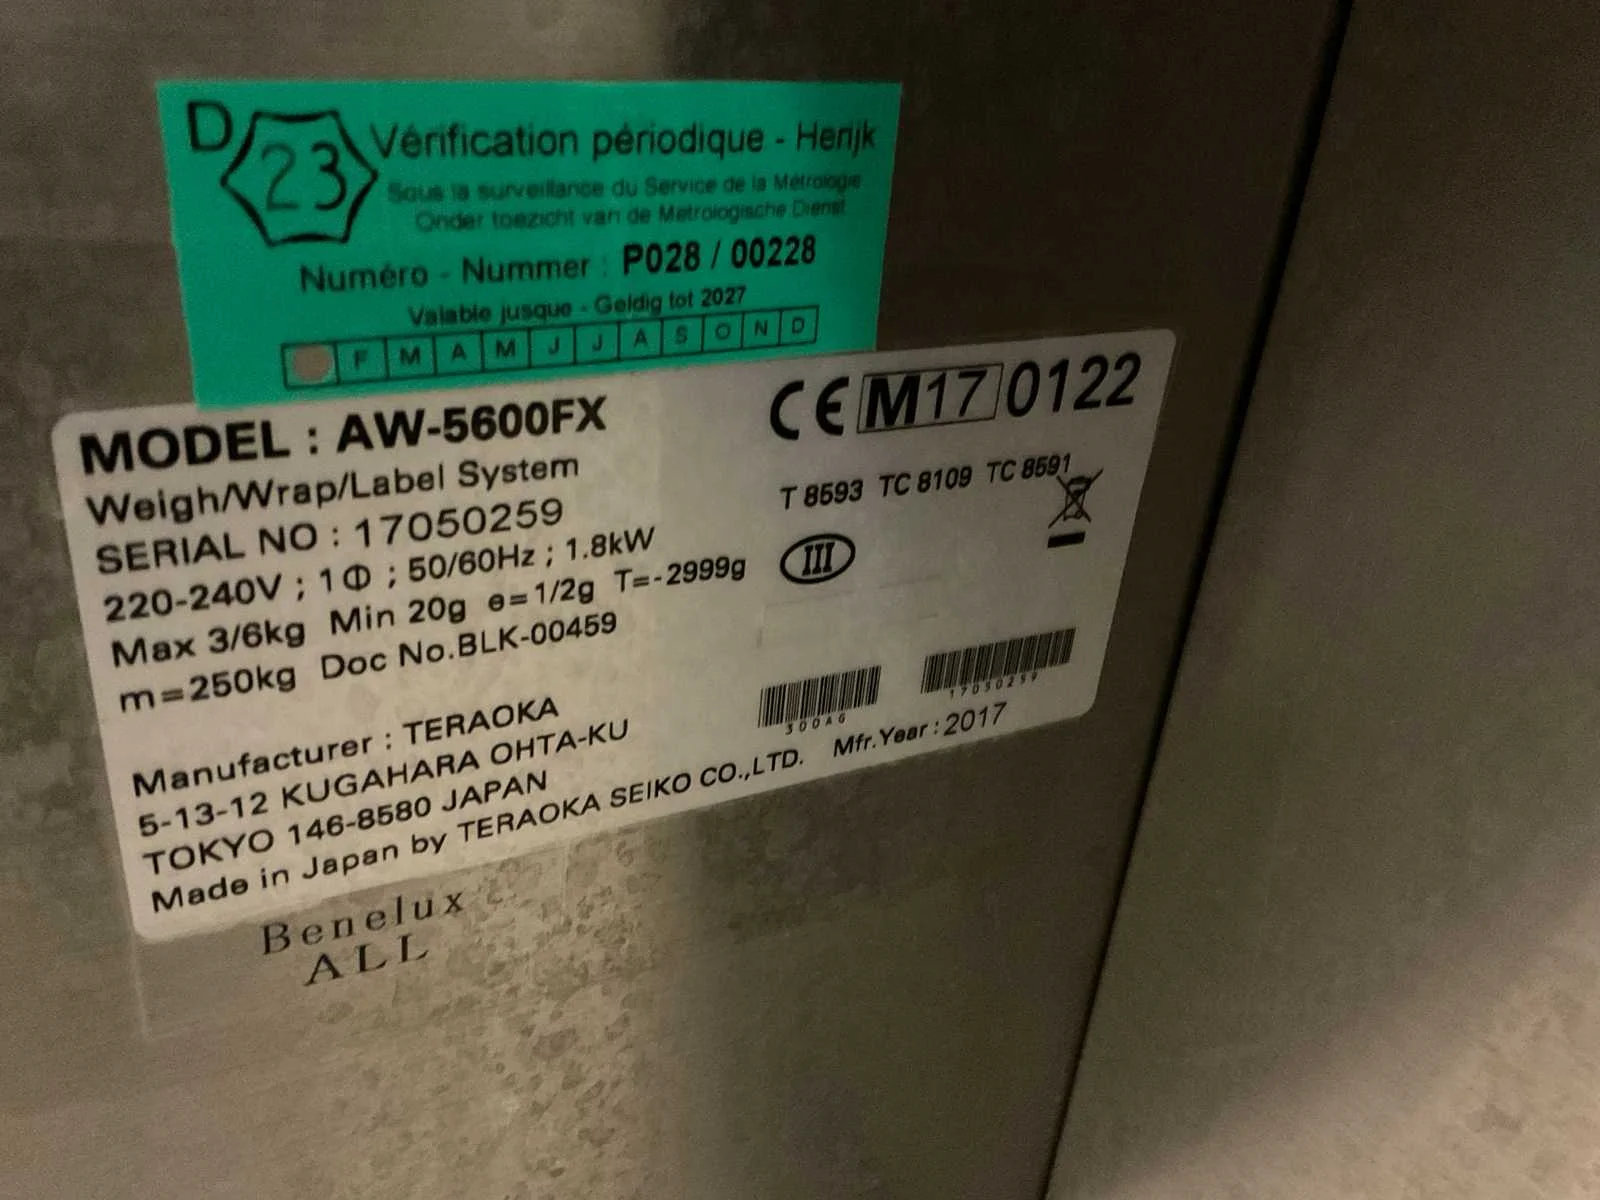 D 23 Vérification périodique - Herijk
Sous la surveillance du Service de la Métrologie
Onder toezicht van de Metrologische Dienst
Numéro - Nummer : P028 / 00228
Valable jusque - Geldig tot 2027
F M A M J J A S O N D
MODEL : AW-5600FX
Weigh/Wrap/Label System
SERIAL NO : 17050259
220-240V ; 1Φ ; 50/60Hz ; 1.8kW
Max 3/6kg Min 20g e=1/2g T=-2999g
m=250kg Doc No.BLK-00459
CE M17 0122
T 8593 TC 8109 TC 8591
III
300AG
17050259
Manufacturer : TERAOKA
5-13-12 KUGAHARA OHTA-KU
TOKYO 146-8580 JAPAN
Made in Japan by TERAOKA SEIKO CO.,LTD. Mfr.Year : 2017
Benelux
ALL